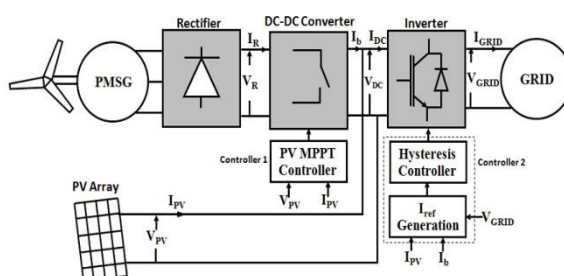 Rectifier
DC-DC Converter
Inverter
PMSG
I_R
V_R
I_b
I_DC
V_DC
I_GRID
V_GRID
GRID
Controller 1
PV MPPT
Controller
V_PV
I_PV
Hysteresis
Controller
Controller 2
I_ref
Generation
V_GRID
I_PV
I_b
PV Array
I_PV
V_PV